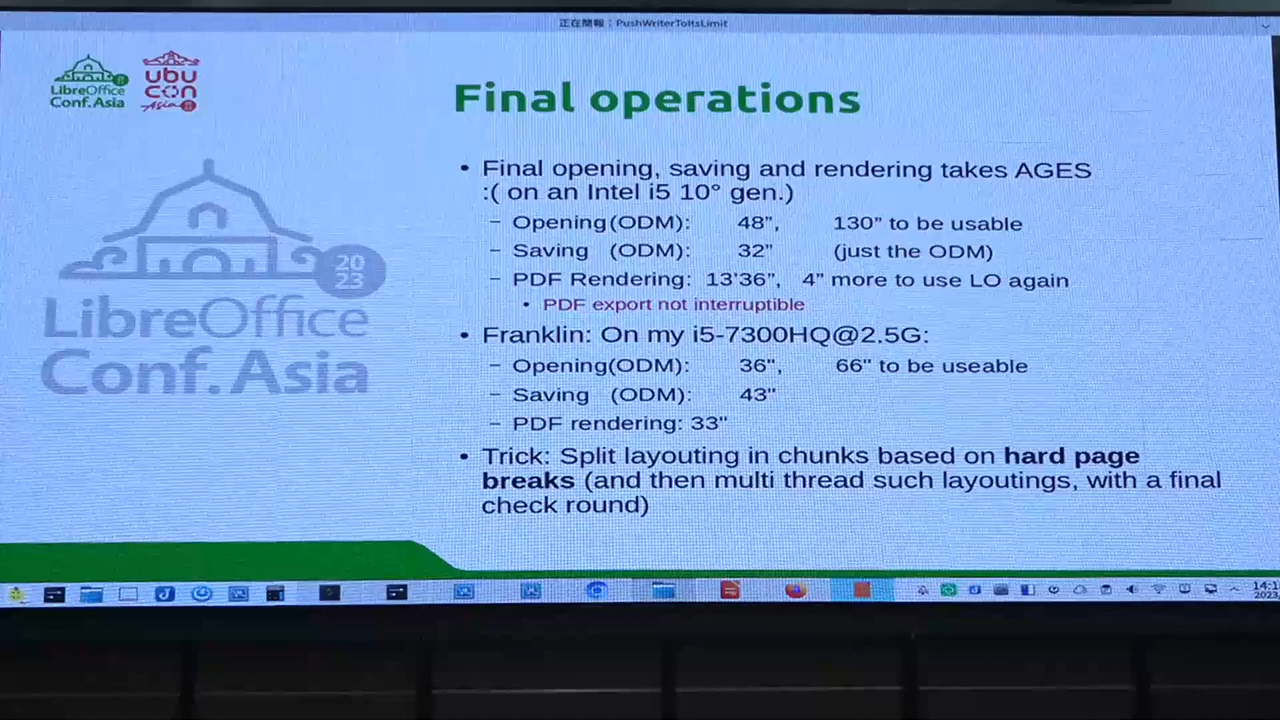 正在簡報：PushWriterToItsLimit
LibreOffice
Conf.Asia
ubu
con
Asia
Final operations
• Final opening, saving and rendering takes AGES
:( on an Intel i5 10° gen.)
– Opening(ODM): 48", 130" to be usable
– Saving (ODM): 32" (just the ODM)
– PDF Rendering: 13'36", 4" more to use LO again
• PDF export not interruptible
2023
LibreOffice
Conf.Asia
• Franklin: On my i5-7300HQ@2.5G:
– Opening(ODM): 36", 66" to be useable
– Saving (ODM): 43"
– PDF rendering: 33"
• Trick: Split layouting in chunks based on hard page
breaks (and then multi thread such layoutings, with a final
check round)
14:1
2023